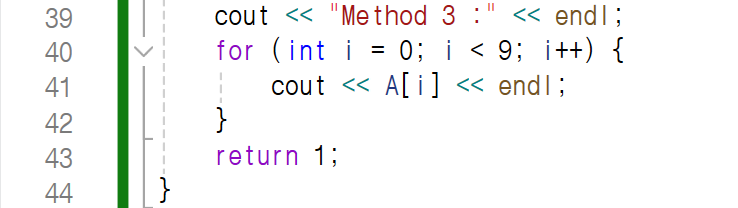 39 cout << "Method 3 :" << endl;
40 for (int i = 0; i < 9; i++) {
41 cout << A[i] << endl;
42 }
43 return 1;
44 }